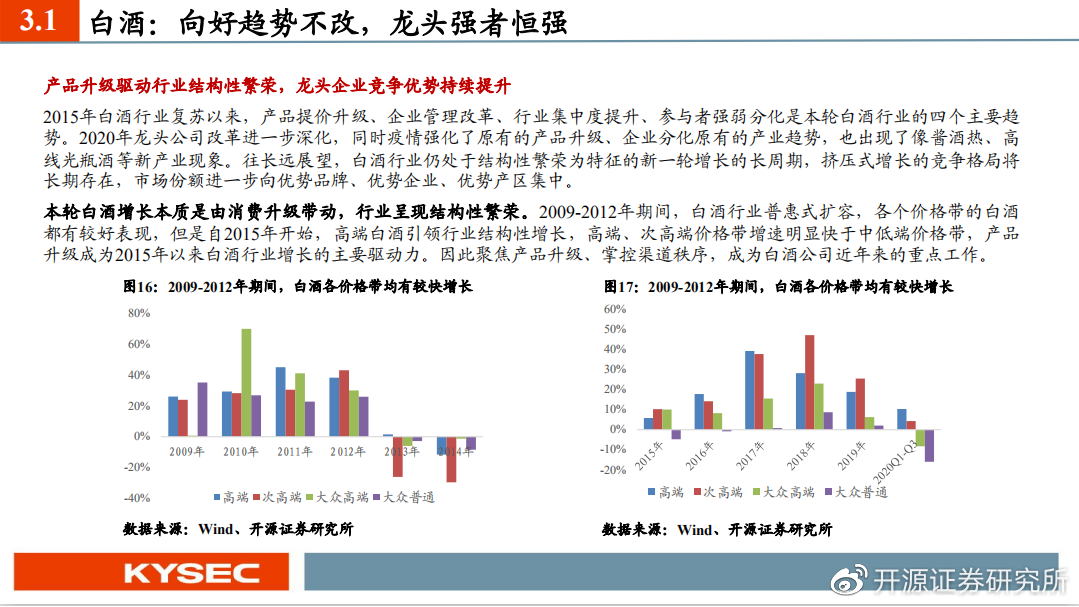 3.1
白酒：向好趋势不改，龙头强者恒强
产品升级驱动行业结构性繁荣，龙头企业竞争优势持续提升
2015年白酒行业复苏以来，产品提价升级、企业管理改革、行业集中度提升、参与者强弱分化是本轮白酒行业的四个主要趋
势。2020年龙头公司改革进一步深化，同时疫情强化了原有的产品升级、企业分化原有的产业趋势，也出现了像酱酒热、高
线光瓶酒等新产业现象。往长远展望，白酒行业仍处于结构性繁荣为特征的新一轮增长的长周期，挤压式增长的竞争格局将
长期存在，市场份额进一步向优势品牌、优势企业、优势产区集中。
本轮白酒增长本质是由消费升级带动，行业呈现结构性繁荣。2009-2012年期间，白酒行业普惠式扩容，各个价格带的白酒
都有较好表现，但是自2015年开始，高端白酒引领行业结构性增长，高端、次高端价格带增速明显快于中低端价格带，产品
升级成为2015年以来白酒行业增长的主要驱动力。因此聚焦产品升级、掌控渠道秩序，成为白酒公司近年来的重点工作。
图16：2009-2012年期间，白酒各价格带均有较快增长
80%
60%
40%
20%
0%
-20%
-40%
2009年 2010年 2011年 2012年 2013年 2014年
高端 次高端 大众高端 大众普通
数据来源：Wind、开源证券研究所
图17：2009-2012年期间，白酒各价格带均有较快增长
60%
50%
40%
30%
20%
10%
0%
-10%
-20%
2015年 2016年 2017年 2018年 2019年 2020Q1-Q3
高端 次高端 大众高端 大众普通
数据来源：Wind、开源证券研究所
KYSEC
开源证券研究所